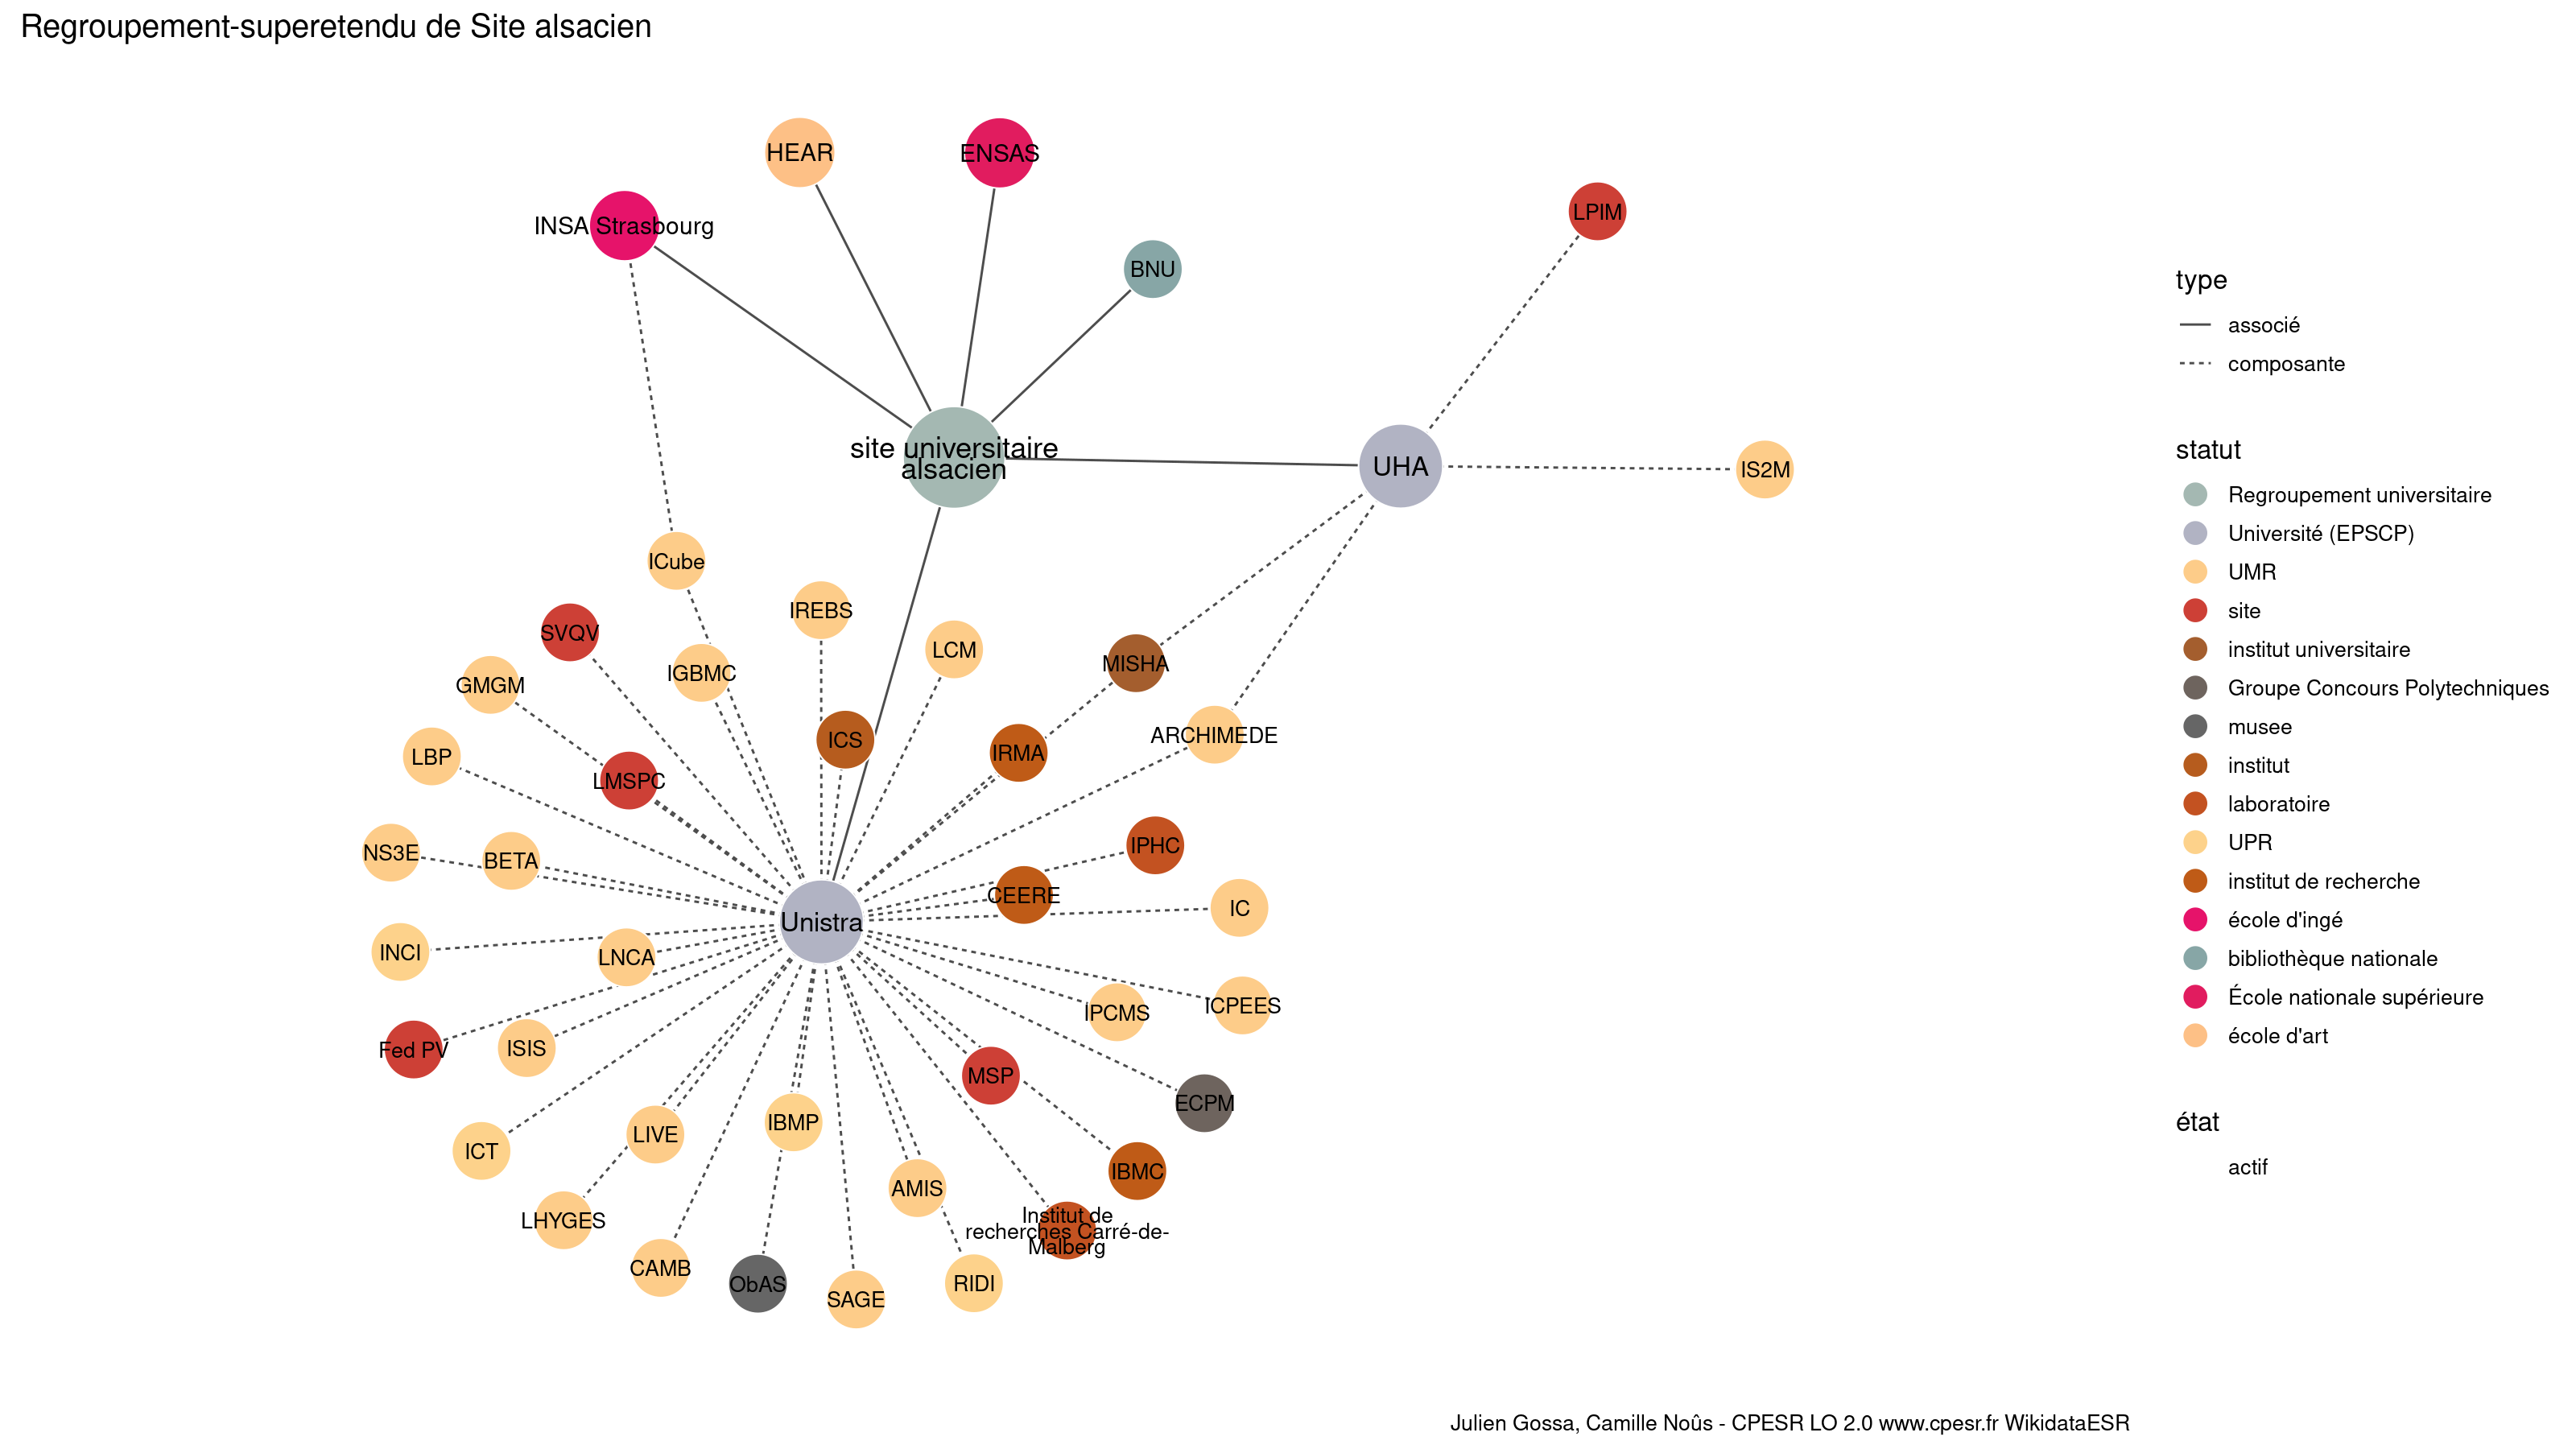 Regroupement-superetendu de Site alsacien
HEAR
ENSAS
INSA Strasbourg
LPIM
BNU
site universitaire
alsacien
UHA
IS2M
ICube
IREBS
SVQV
LCM
MISHA
IGBMC
GMGM
ICS
IRMA
ARCHIMEDE
LBP
LMSPC
IPHC
NS3E
BETA
CEERE
IC
Unistra
INCI
LNCA
ICPEES
IPCMS
Fed PV
ISIS
MSP
ECPM
IBMP
LIVE
ICT
IBMC
AMIS
LHYGES
Institut de
recherches Carré-de-
Malberg
CAMB
ObAS
RIDI
SAGE
type
associé
composante
statut
Regroupement universitaire
Université (EPSCP)
UMR
site
institut universitaire
Groupe Concours Polytechniques
musee
institut
laboratoire
UPR
institut de recherche
école d'ingé
bibliothèque nationale
École nationale supérieure
école d'art
état
actif
Julien Gossa, Camille Noûs - CPESR LO 2.0 www.cpesr.fr WikidataESR